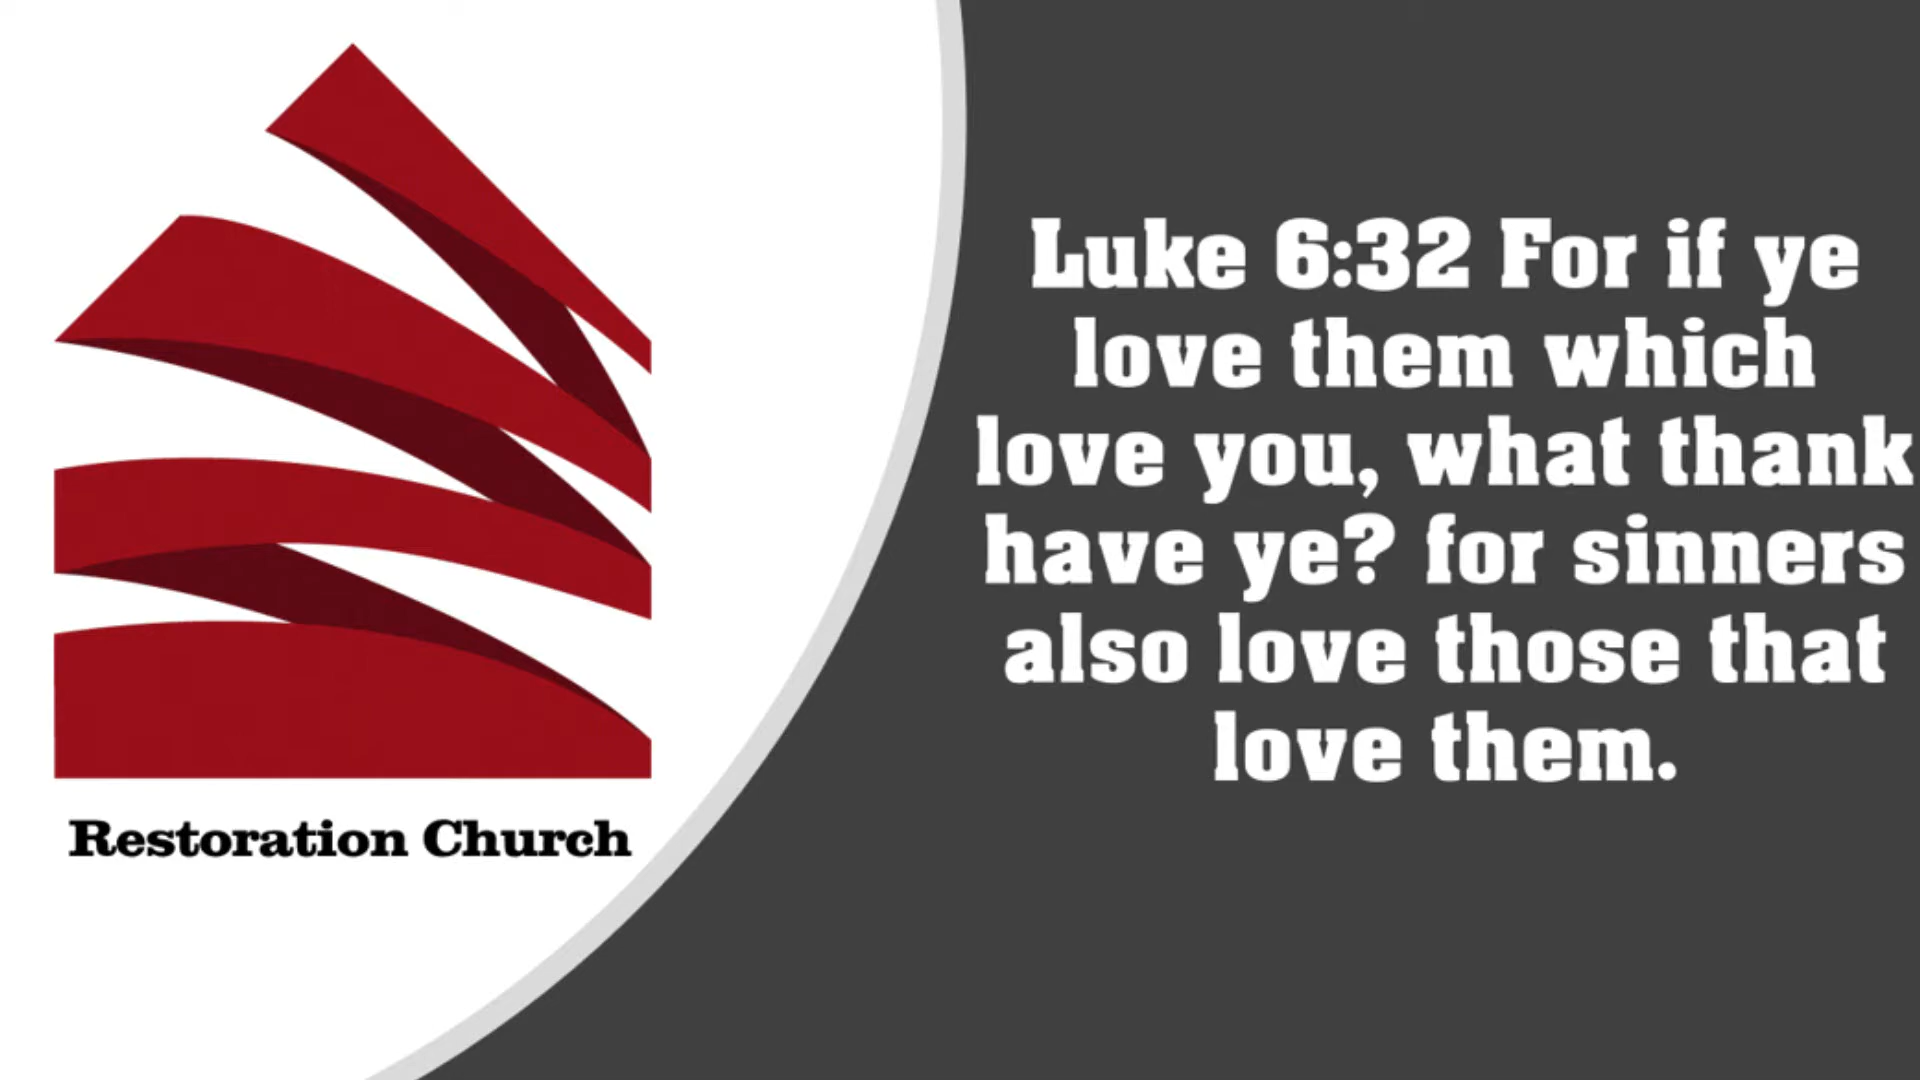 Restoration Church
Luke 6:32 For if ye
love them which
love you, what thank
have ye? for sinners
also love those that
love them.